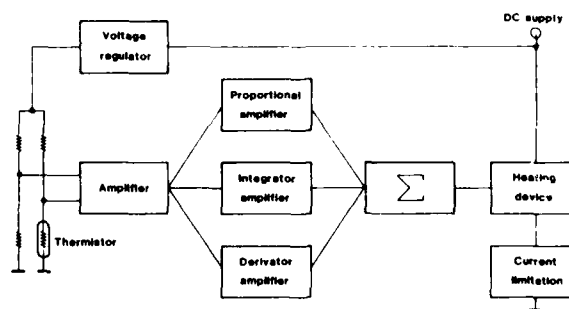 DC supply
Voltage
regulator
Proportional
amplifier
Amplifier
Integrator
amplifier
Σ
Heating
device
Thermistor
Derivator
amplifier
Current
limitation